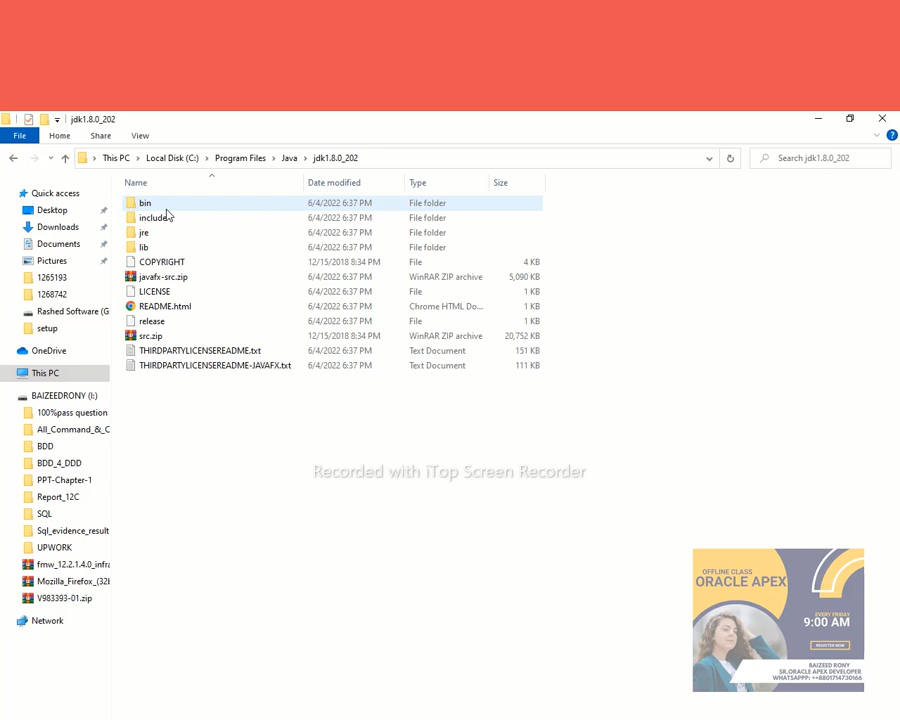 jdk1.8.0_202
File Home Share View
This PC > Local Disk (C:) > Program Files > Java > jdk1.8.0_202
Search jdk1.8.0_202
Name Date modified Type Size
bin 6/4/2022 6:37 PM File folder
include 6/4/2022 6:37 PM File folder
jre 6/4/2022 6:37 PM File folder
lib 6/4/2022 6:37 PM File folder
COPYRIGHT 12/15/2018 8:34 PM File 4 KB
javafx-src.zip 6/4/2022 6:37 PM WinRAR ZIP archive 5,090 KB
LICENSE 6/4/2022 6:37 PM File 1 KB
README.html 6/4/2022 6:37 PM Chrome HTML Do... 1 KB
release 6/4/2022 6:37 PM File 1 KB
src.zip 12/15/2018 8:34 PM WinRAR ZIP archive 20,752 KB
THIRDPARTYLICENSEREADME.txt 6/4/2022 6:37 PM Text Document 151 KB
THIRDPARTYLICENSEREADME-JAVAFX.txt 6/4/2022 6:37 PM Text Document 111 KB
Quick access
Desktop
Downloads
Documents
Pictures
1265193
1268742
Rashed Software (G
setup
OneDrive
This PC
BAIZEEDRONY (I:)
100%pass question
All_Command_&_C
BDD
BDD_4_DDD
PPT-Chapter-1
Report_12C
SQL
Sql_evidence_result
UPWORK
fmw_12.2.1.4.0_infra
Mozilla_Firefox_(32b
V983393-01.zip
Network
Recorded with iTop Screen Recorder
OFFLINE CLASS
ORACLE APEX
EVERY FRIDAY
9:00 AM
REGISTER NOW
BAIZEED RONY
SR.ORACLE APEX DEVELOPER
WHATSAPPP: ++8801714730166